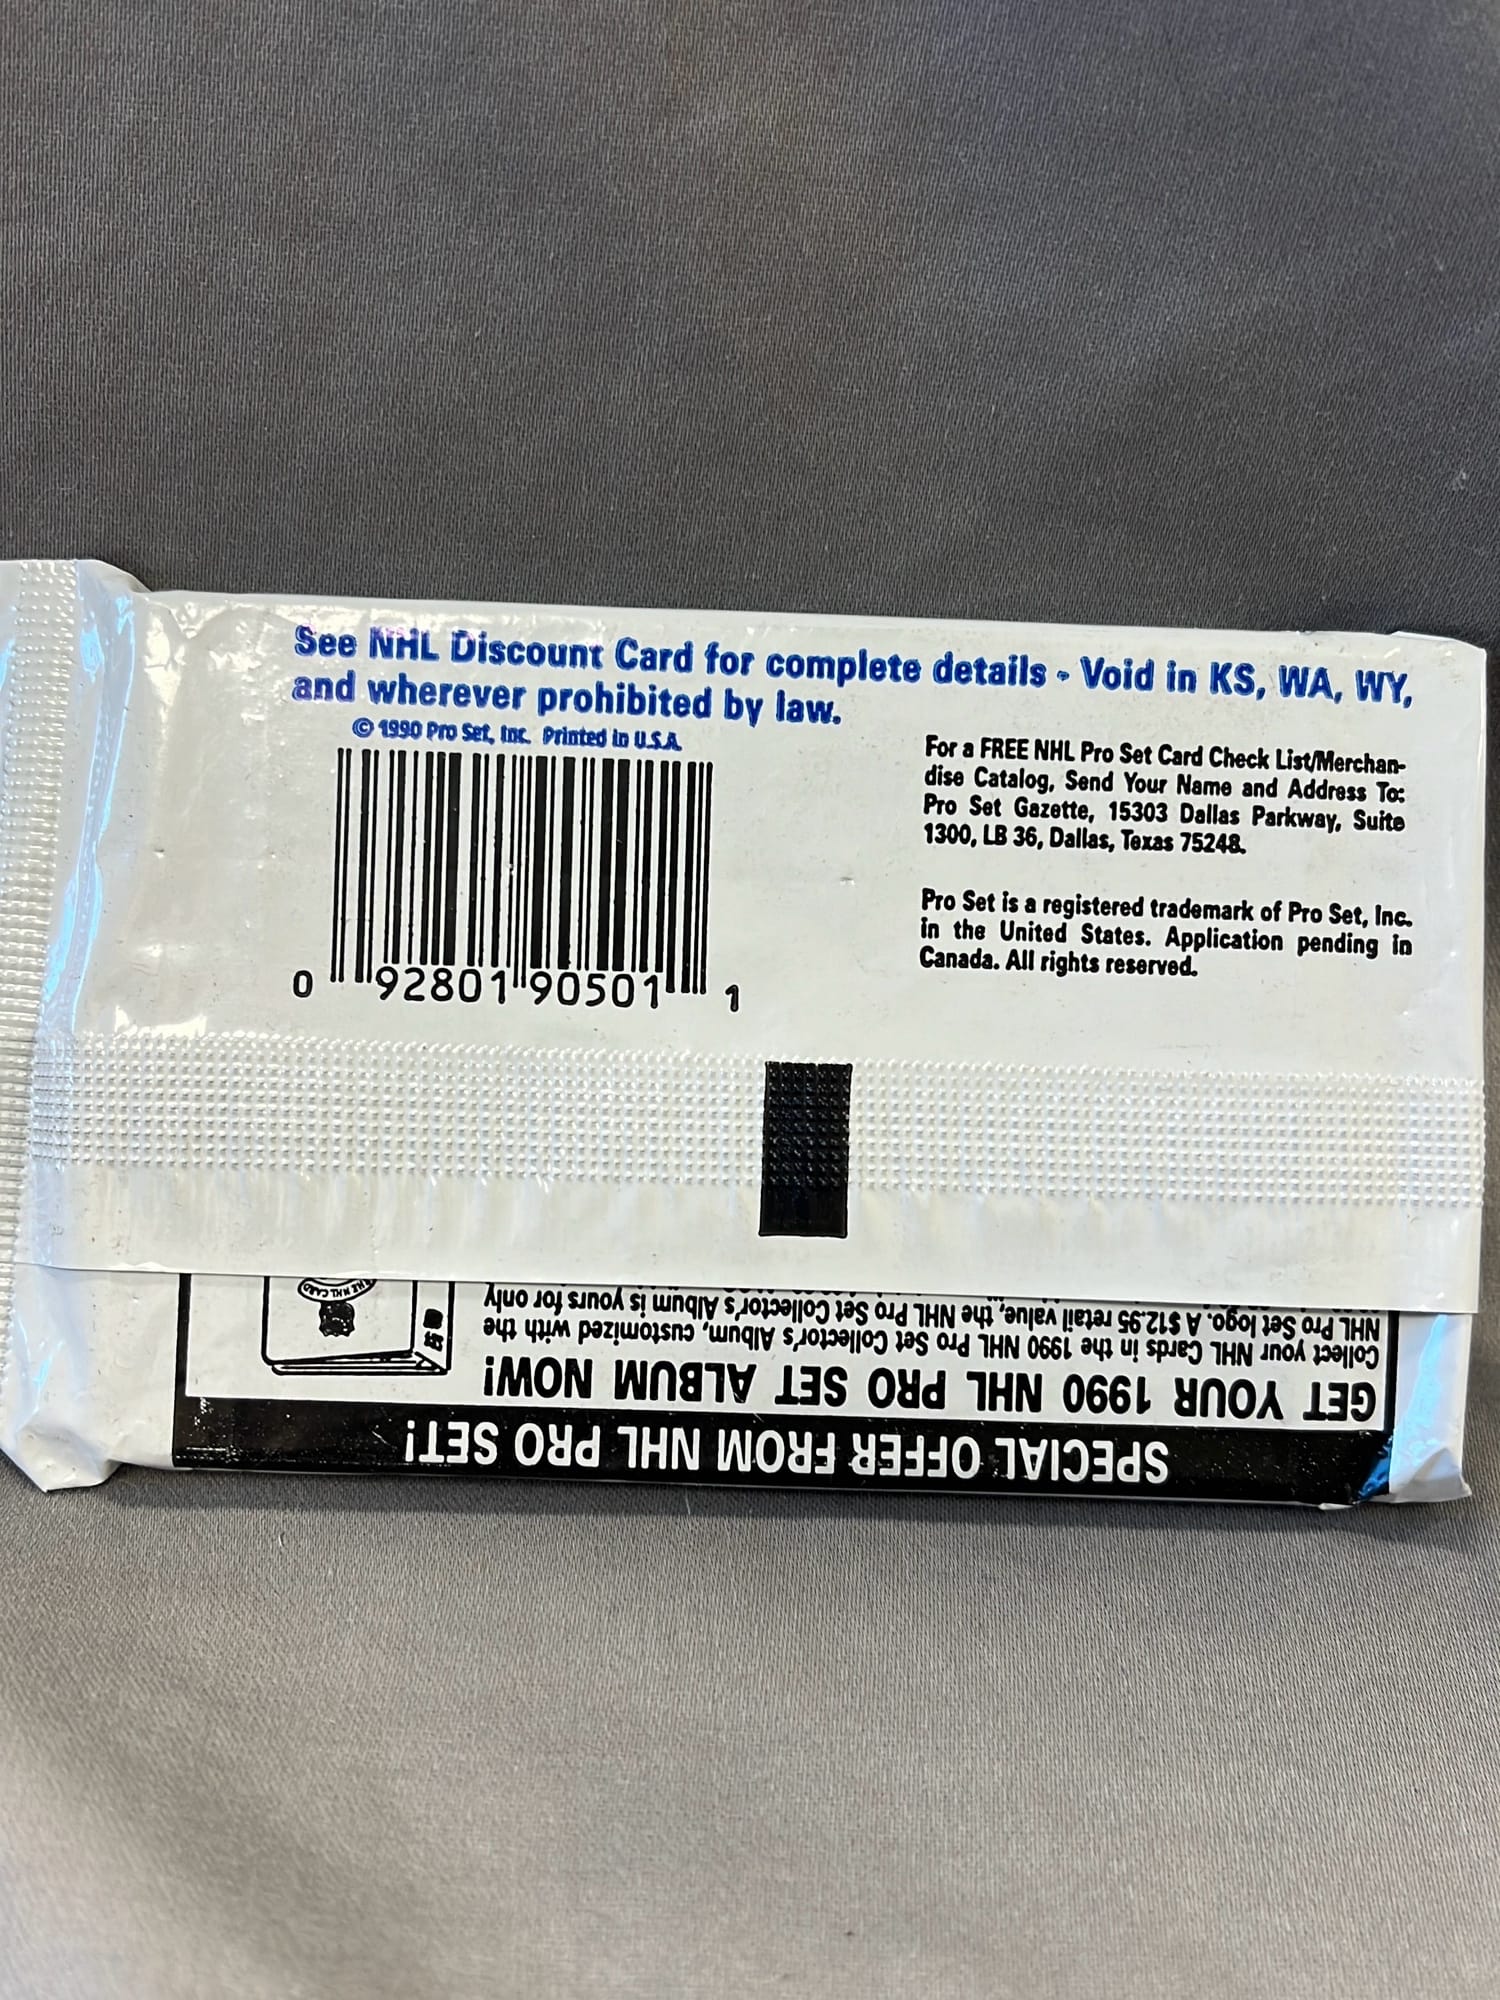 See NHL Discount Card for complete details - Void in KS, WA, WY,
and wherever prohibited by law.
© 1990 Pro Set, Inc. Printed in U.S.A.
0 92801 90501 1
For a FREE NHL Pro Set Card Check List/Merchan-
dise Catalog, Send Your Name and Address To:
Pro Set Gazette, 15303 Dallas Parkway, Suite
1300, LB 36, Dallas, Texas 75248.
Pro Set is a registered trademark of Pro Set, Inc.
in the United States. Application pending in
Canada. All rights reserved.
SPECIAL OFFER FROM NHL PRO SET!
GET YOUR 1990 NHL PRO SET ALBUM NOW!
Collect your NHL Cards in the 1990 NHL Pro Set Collector's Album, customized with the
NHL Pro Set logo. A $12.95 retail value, the NHL Pro Set Collector's Album is yours for only
THE NHL CARD